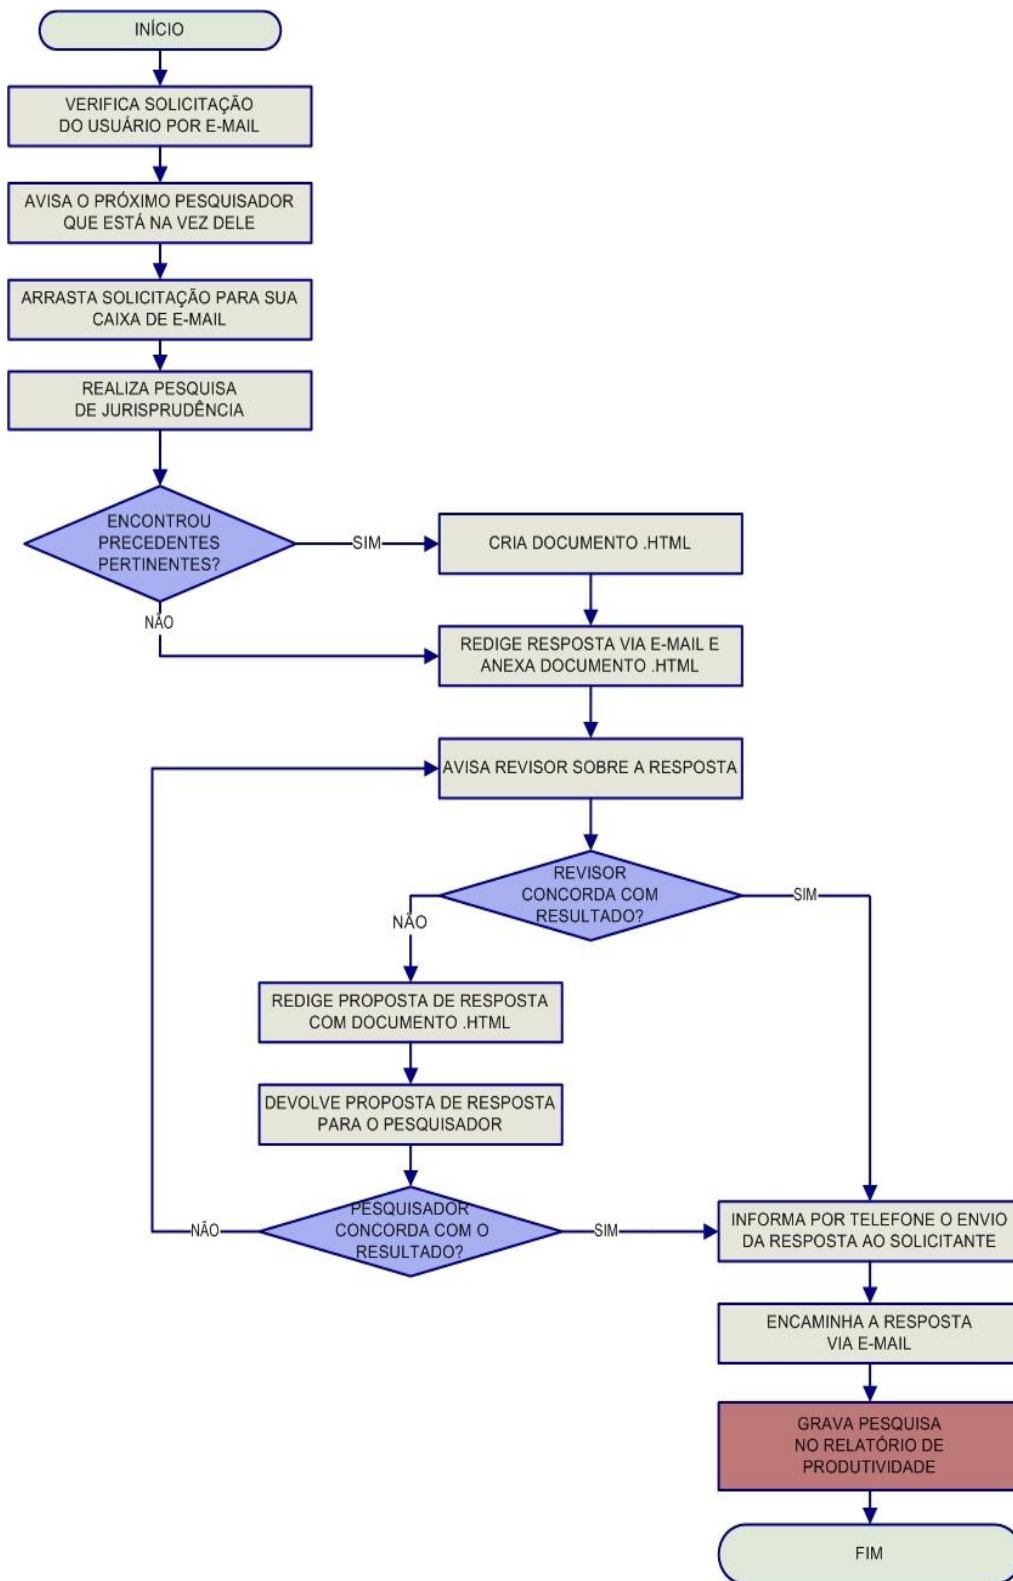 INÍCIO
VERIFICA SOLICITAÇÃO
DO USUÁRIO POR E-MAIL
AVISA O PRÓXIMO PESQUISADOR
QUE ESTÁ NA VEZ DELE
ARRASTA SOLICITAÇÃO PARA SUA
CAIXA DE E-MAIL
REALIZA PESQUISA
DE JURISPRUDÊNCIA
ENCONTROU
PRECEDENTES
PERTINENTES?
SIM
CRIA DOCUMENTO .HTML
NÃO
REDIGE RESPOSTA VIA E-MAIL E
ANEXA DOCUMENTO .HTML
AVISA REVISOR SOBRE A RESPOSTA
REVISOR
CONCORDA COM
RESULTADO?
SIM
NÃO
REDIGE PROPOSTA DE RESPOSTA
COM DOCUMENTO .HTML
DEVOLVE PROPOSTA DE RESPOSTA
PARA O PESQUISADOR
PESQUISADOR
CONCORDA COM O
RESULTADO?
NÃO
SIM
INFORMA POR TELEFONE O ENVIO
DA RESPOSTA AO SOLICITANTE
ENCAMINHA A RESPOSTA
VIA E-MAIL
GRAVA PESQUISA
NO RELATÓRIO DE
PRODUTIVIDADE
FIM